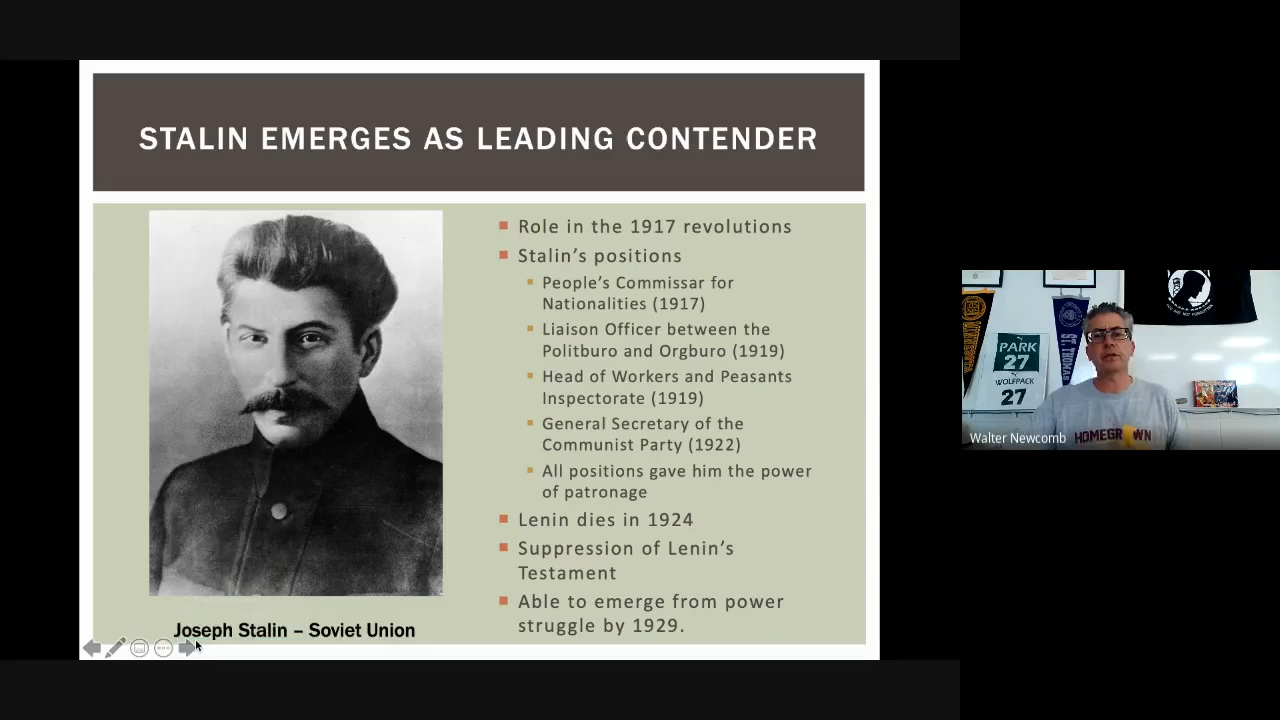 STALIN EMERGES AS LEADING CONTENDER
Role in the 1917 revolutions
Stalin’s positions
People’s Commissar for
Nationalities (1917)
Liaison Officer between the
Politburo and Orgburo (1919)
Head of Workers and Peasants
Inspectorate (1919)
General Secretary of the
Communist Party (1922)
All positions gave him the power
of patronage
Lenin dies in 1924
Suppression of Lenin’s
Testament
Able to emerge from power
struggle by 1929.
Joseph Stalin – Soviet Union
PARK
27
WOLFPACK
27
ST. THOMAS
Walter Newcomb